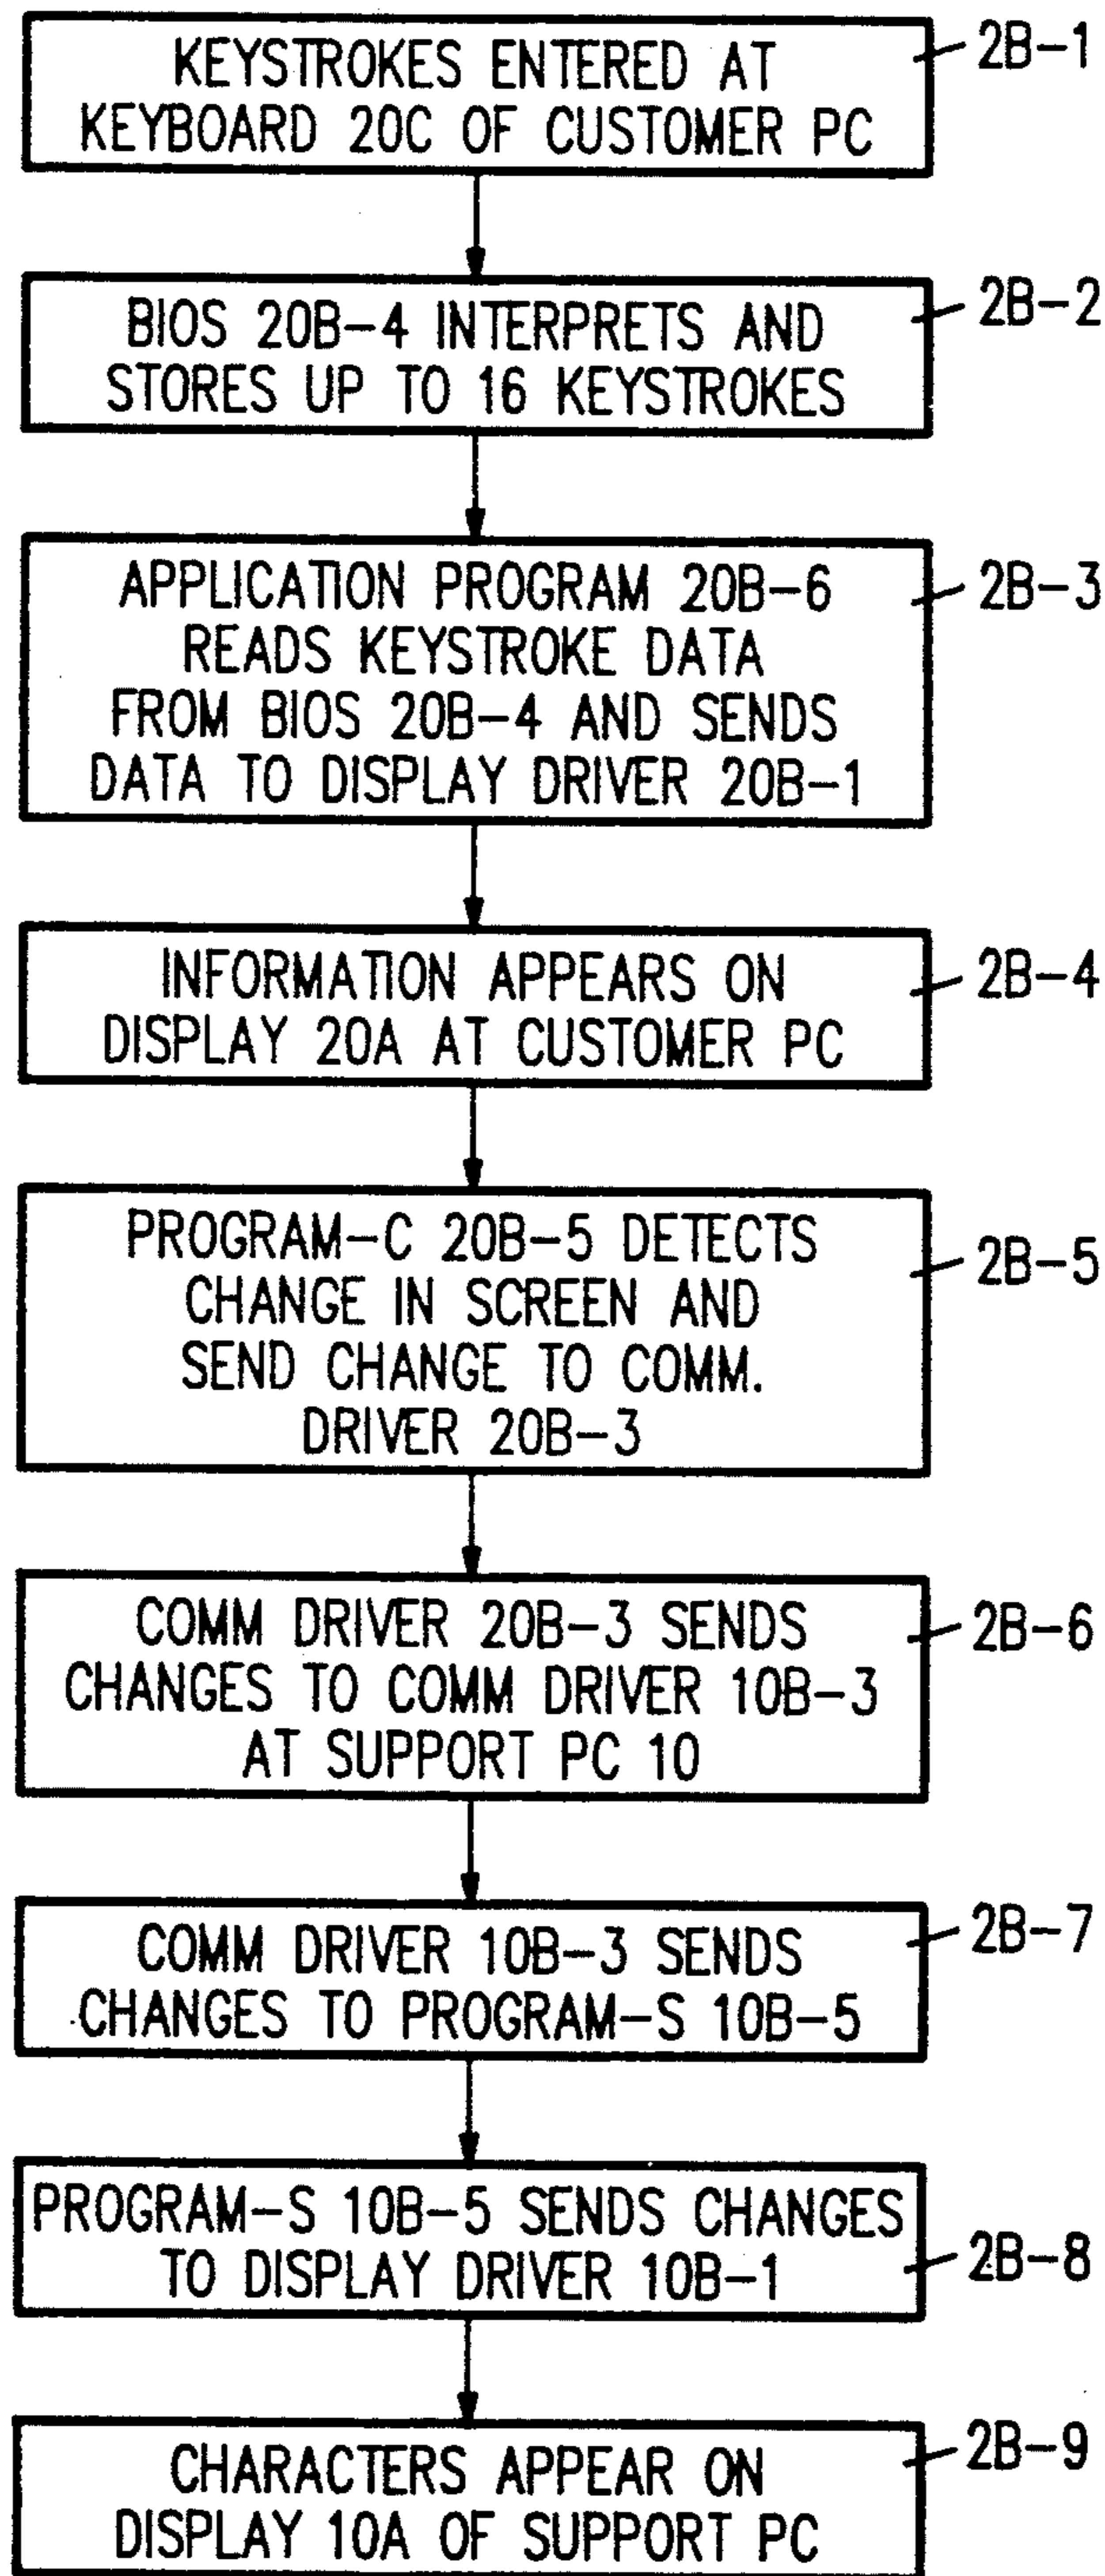 KEYSTROKES ENTERED AT
KEYBOARD 20C OF CUSTOMER PC
2B-1
BIOS 20B-4 INTERPRETS AND
STORES UP TO 16 KEYSTROKES
2B-2
APPLICATION PROGRAM 20B-6
READS KEYSTROKE DATA
FROM BIOS 20B-4 AND SENDS
DATA TO DISPLAY DRIVER 20B-1
2B-3
INFORMATION APPEARS ON
DISPLAY 20A AT CUSTOMER PC
2B-4
PROGRAM-C 20B-5 DETECTS
CHANGE IN SCREEN AND
SEND CHANGE TO COMM.
DRIVER 20B-3
2B-5
COMM DRIVER 20B-3 SENDS
CHANGES TO COMM DRIVER 10B-3
AT SUPPORT PC 10
2B-6
COMM DRIVER 10B-3 SENDS
CHANGES TO PROGRAM-S 10B-5
2B-7
PROGRAM-S 10B-5 SENDS CHANGES
TO DISPLAY DRIVER 10B-1
2B-8
CHARACTERS APPEAR ON
DISPLAY 10A OF SUPPORT PC
2B-9